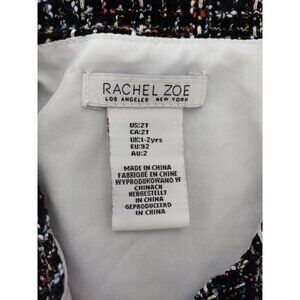 RACHEL ZOE
LOS ANGELES NEW YORK
US:2T
CA:2T
UK:1-2yrs
EU:92
AU:2
MADE IN CHINA
FABRIQUE EN CHINE
WYPRODUKOWANO W
CHINACH
HERGESTELLT
IN CHINA
GEPRODUCEERD
IN CHINA